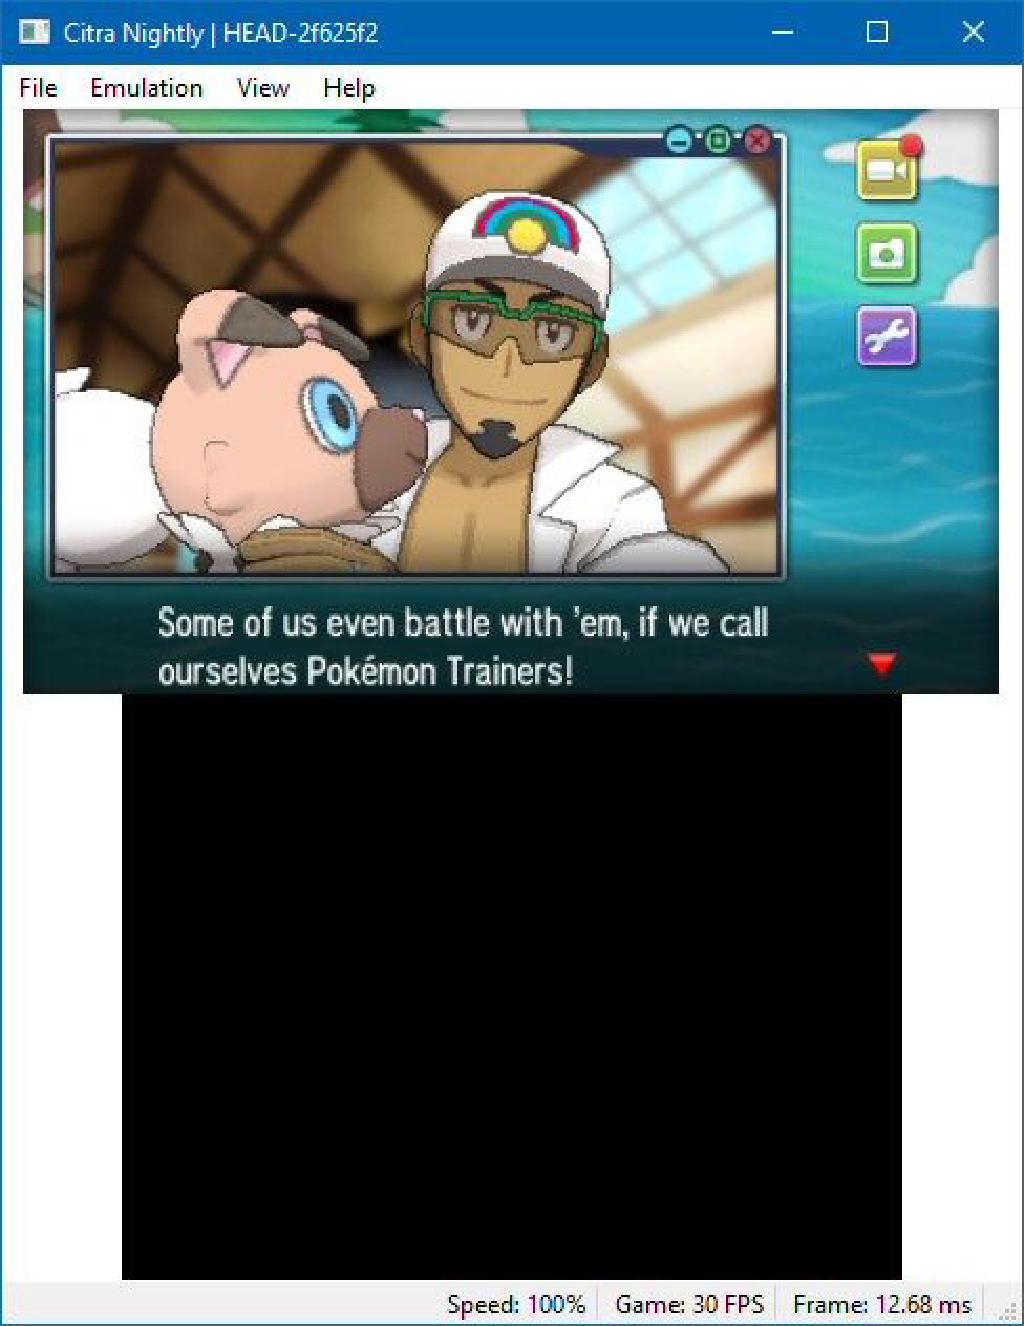 Citra Nightly | HEAD-2f625f2
File Emulation View Help
Some of us even battle with 'em, if we call
ourselves Pokémon Trainers!
Speed: 100% Game: 30 FPS Frame: 12.68 ms